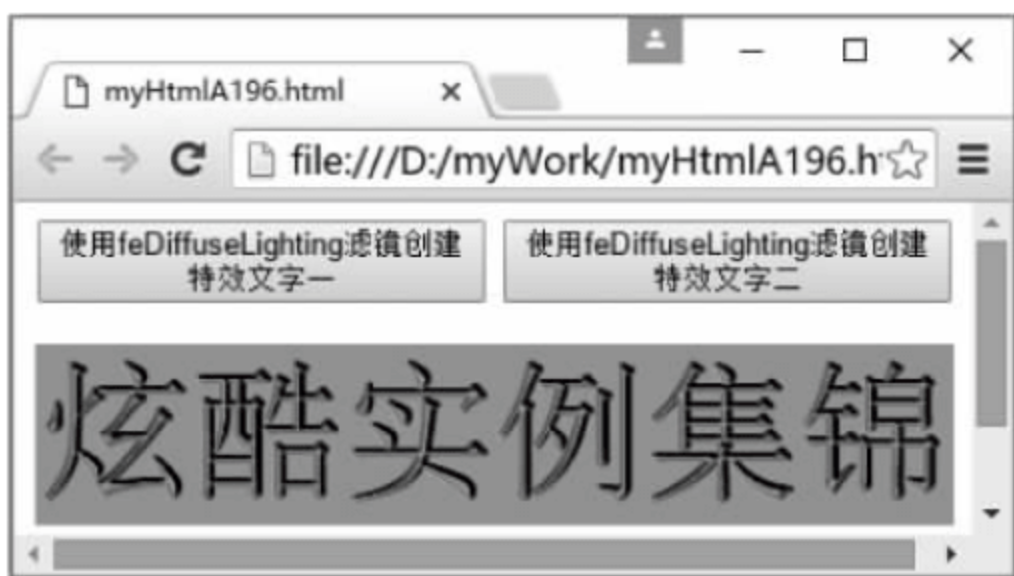 myHtmlA196.html
file:///D:/myWork/myHtmlA196.h
使用feDiffuseLighting滤镜创建
特效文字一
使用feDiffuseLighting滤镜创建
特效文字二
炫酷实例集锦